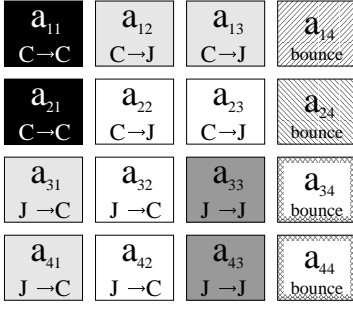 a₁₁ a₁₂ a₁₃ a₁₄
C→C C→J C→J bounce
a₂₁ a₂₂ a₂₃ a₂₄
C→C C→J C→J bounce
a₃₁ a₃₂ a₃₃ a₃₄
J→C J→C J→J bounce
a₄₁ a₄₂ a₄₃ a₄₄
J→C J→C J→J bounce